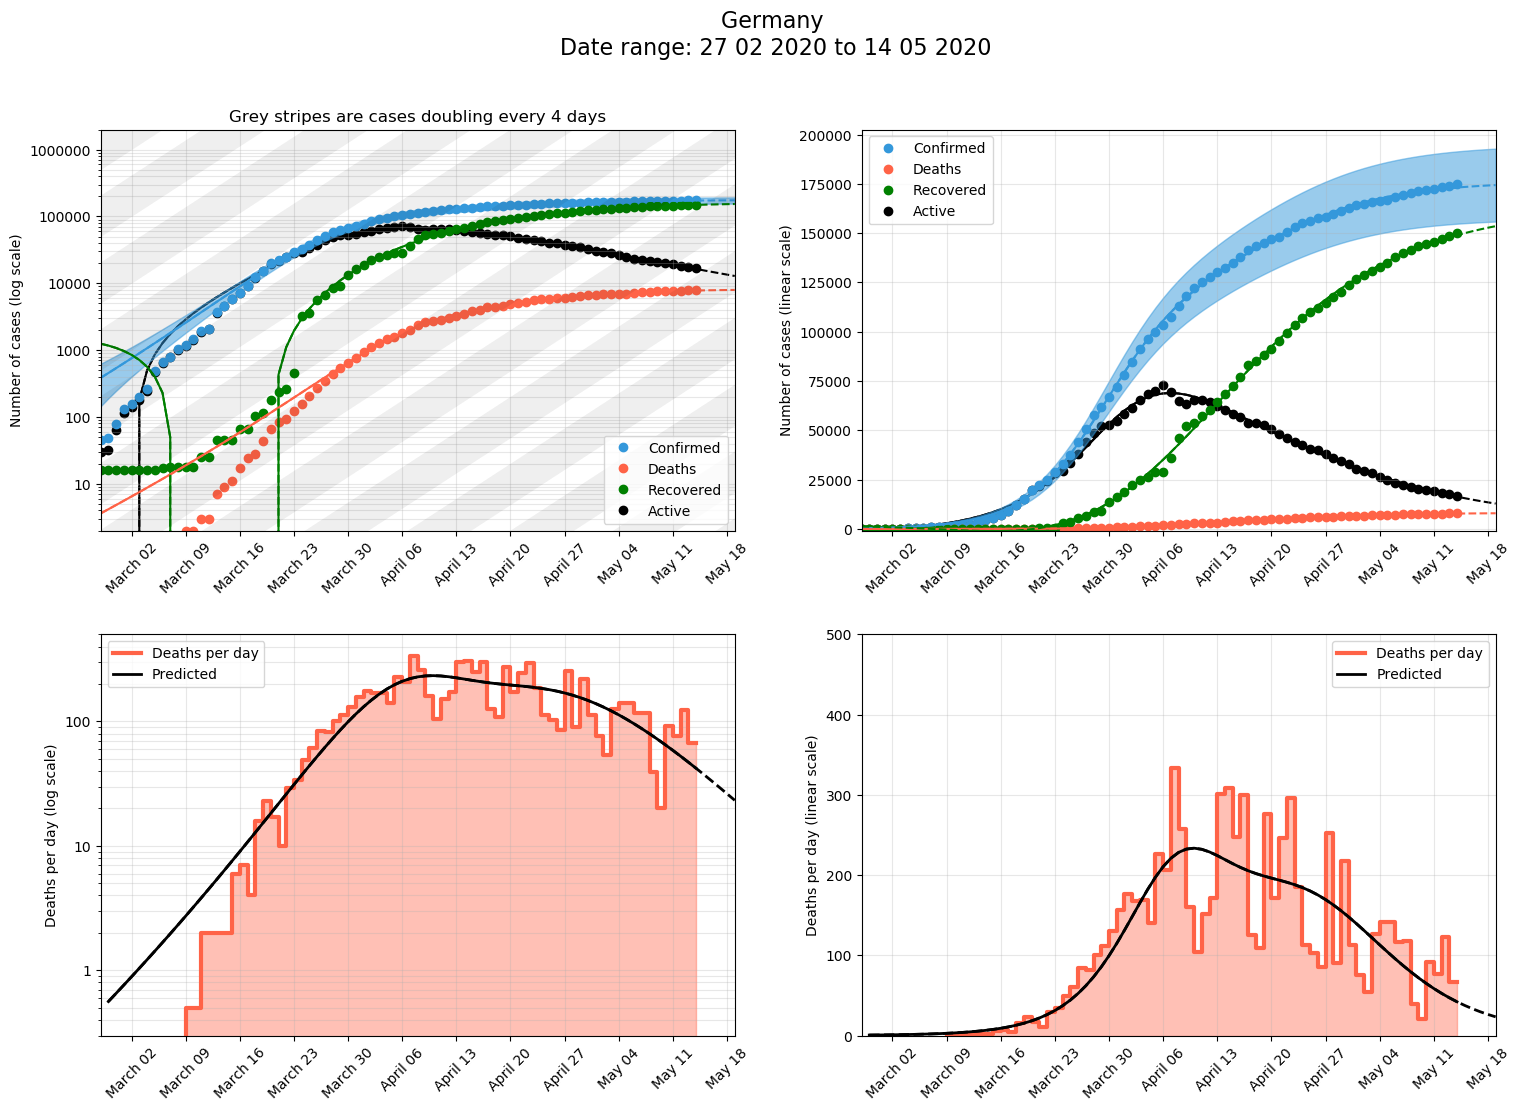 Germany
Date range: 27 02 2020 to 14 05 2020
Grey stripes are cases doubling every 4 days
Number of cases (log scale)
1000000
100000
10000
1000
100
10
Confirmed
Deaths
Recovered
Active
March 02
March 09
March 16
March 23
March 30
April 06
April 13
April 20
April 27
May 04
May 11
May 18
Number of cases (linear scale)
200000
175000
150000
125000
100000
75000
50000
25000
0
Confirmed
Deaths
Recovered
Active
March 02
March 09
March 16
March 23
March 30
April 06
April 13
April 20
April 27
May 04
May 11
May 18
Deaths per day (log scale)
100
10
1
Deaths per day
Predicted
March 02
March 09
March 16
March 23
March 30
April 06
April 13
April 20
April 27
May 04
May 11
May 18
Deaths per day (linear scale)
500
400
300
200
100
0
Deaths per day
Predicted
March 02
March 09
March 16
March 23
March 30
April 06
April 13
April 20
April 27
May 04
May 11
May 18